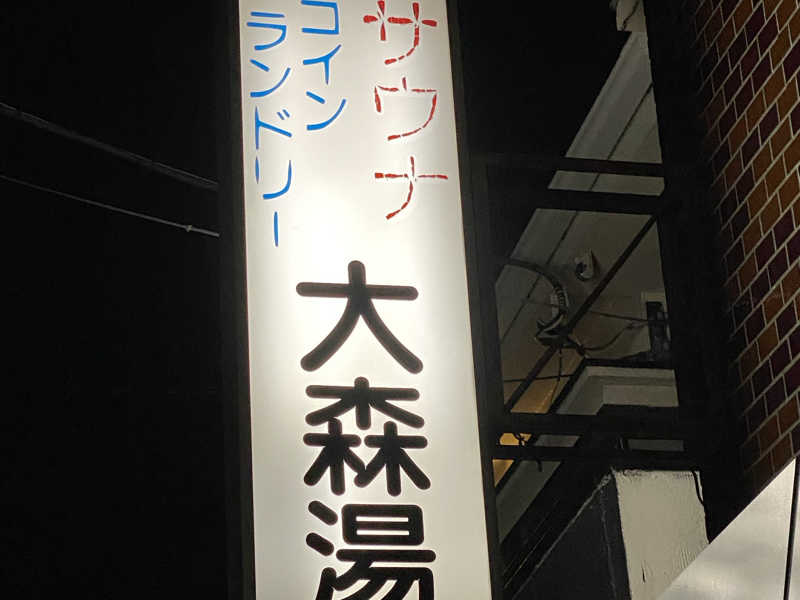 サウナ
コイン
ランドリー
大森湯